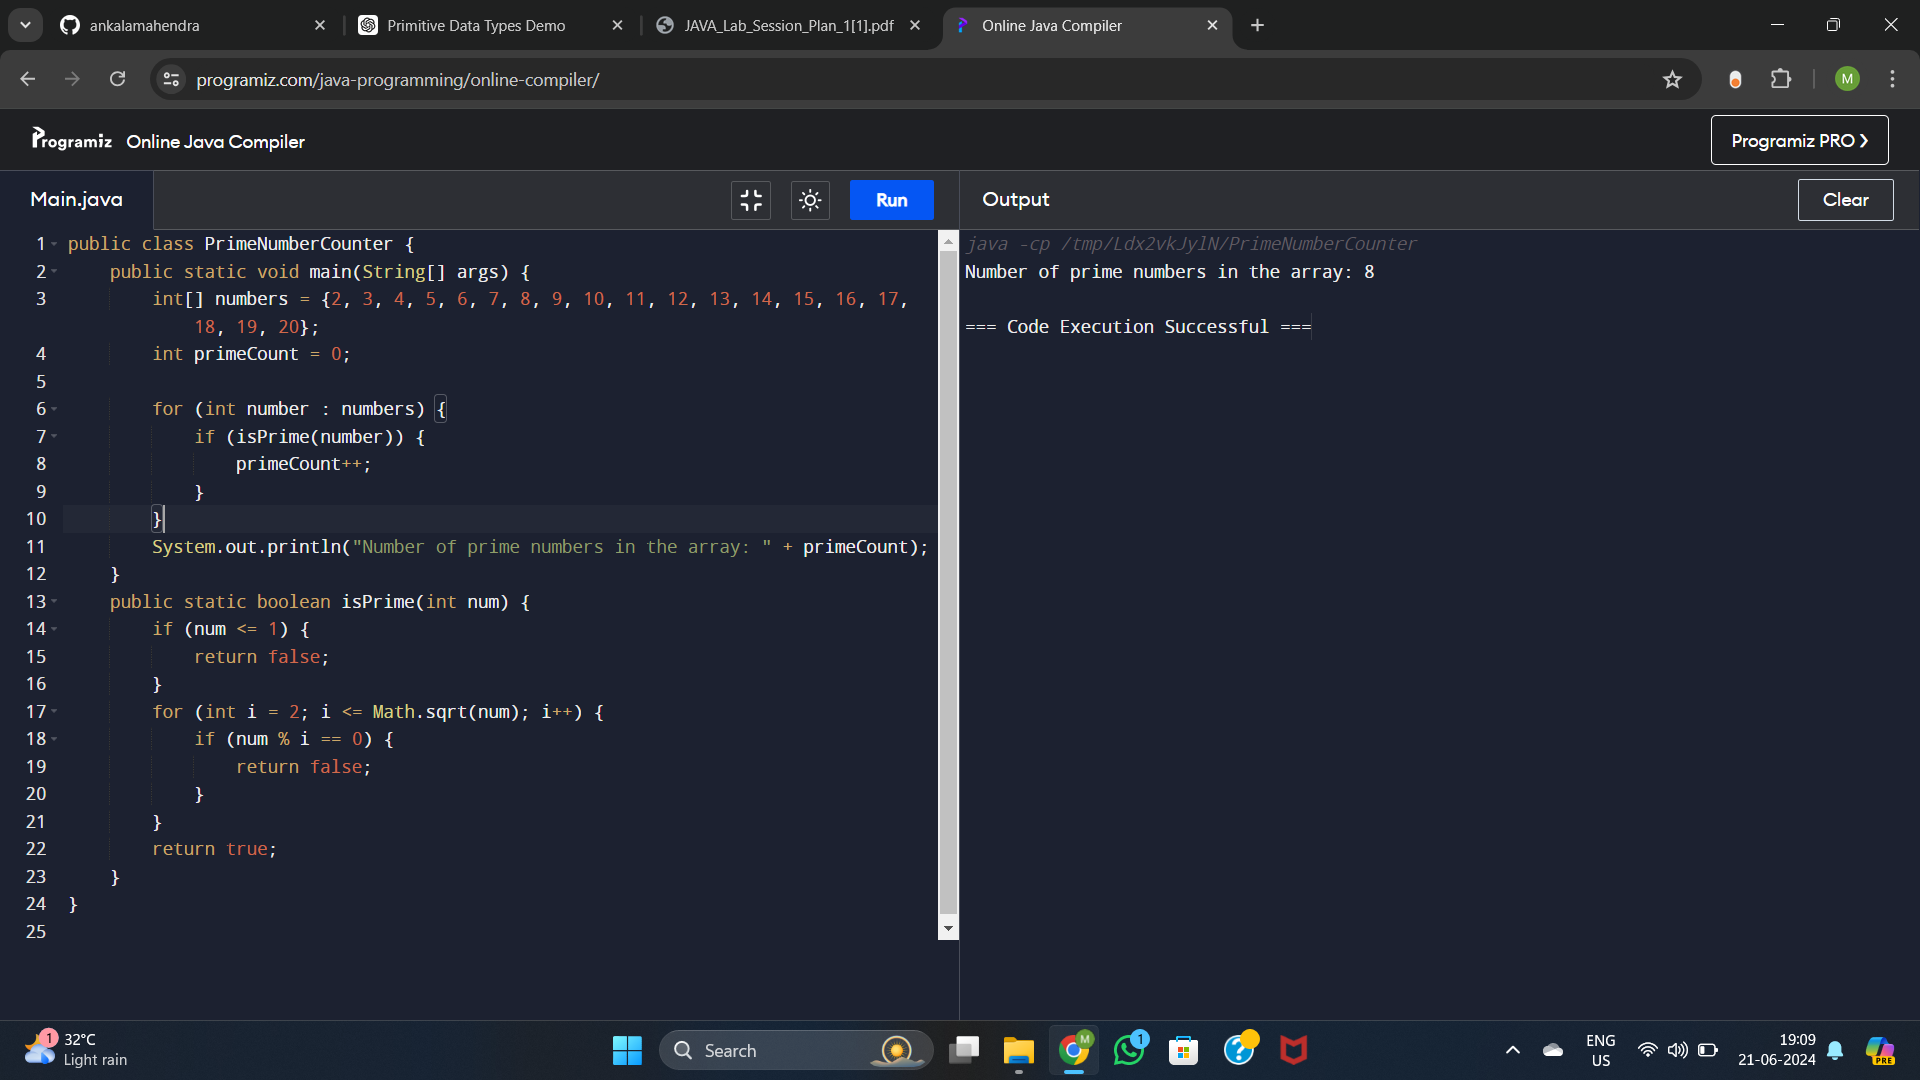 ankalamahendra
Primitive Data Types Demo
JAVA_Lab_Session_Plan_1[1].pdf
Online Java Compiler
programiz.com/java-programming/online-compiler/
M
Programiz Online Java Compiler
Programiz PRO
Main.java
Run
Output
Clear
1 public class PrimeNumberCounter {
2 public static void main(String[] args) {
3 int[] numbers = {2, 3, 4, 5, 6, 7, 8, 9, 10, 11, 12, 13, 14, 15, 16, 17,
18, 19, 20};
4 int primeCount = 0;
5
6 for (int number : numbers) {
7 if (isPrime(number)) {
8 primeCount++;
9 }
10 }
11 System.out.println("Number of prime numbers in the array: " + primeCount);
12 }
13 public static boolean isPrime(int num) {
14 if (num <= 1) {
15 return false;
16 }
17 for (int i = 2; i <= Math.sqrt(num); i++) {
18 if (num % i == 0) {
19 return false;
20 }
21 }
22 return true;
23 }
24 }
25
java -cp /tmp/Ldx2vkJylN/PrimeNumberCounter
Number of prime numbers in the array: 8
=== Code Execution Successful ===
1
32°C
Light rain
Search
M
1
ENG
US
19:09
21-06-2024
PRE